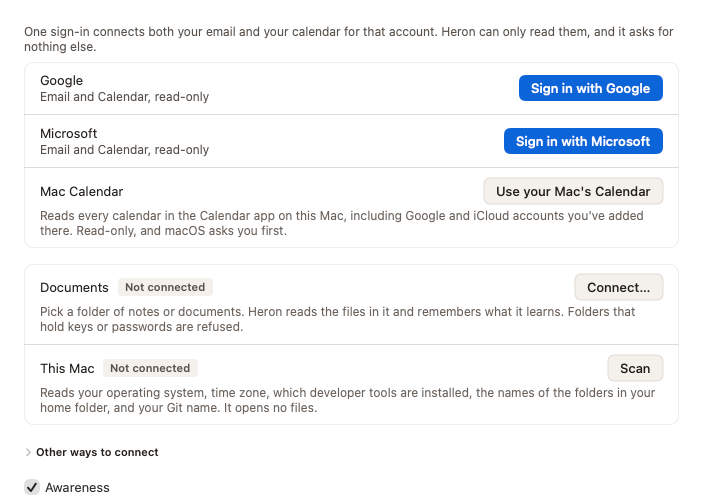 One sign-in connects both your email and your calendar for that account. Heron can only read them, and it asks for
nothing else.
Google
Email and Calendar, read-only
Sign in with Google
Microsoft
Email and Calendar, read-only
Sign in with Microsoft
Mac Calendar
Use your Mac's Calendar
Reads every calendar in the Calendar app on this Mac, including Google and iCloud accounts you've added
there. Read-only, and macOS asks you first.
Documents
Not connected
Connect...
Pick a folder of notes or documents. Heron reads the files in it and remembers what it learns. Folders that
hold keys or passwords are refused.
This Mac
Not connected
Scan
Reads your operating system, time zone, which developer tools are installed, the names of the folders in your
home folder, and your Git name. It opens no files.
Other ways to connect
Awareness